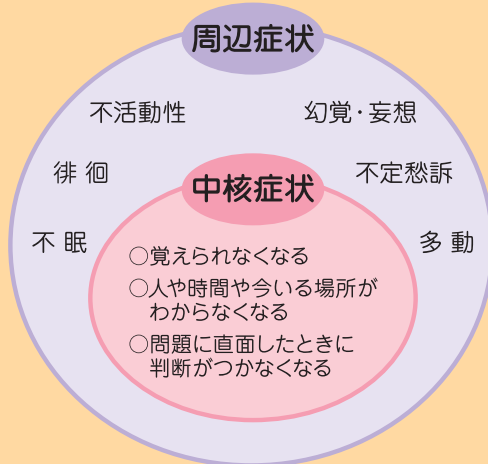 周辺症状
不活動性
幻覚・妄想
徘 徊
不定愁訴
不 眠
多 動
中核症状
○覚えられなくなる
○人や時間や今いる場所が
わからなくなる
○問題に直面したときに
判断がつかなくなる